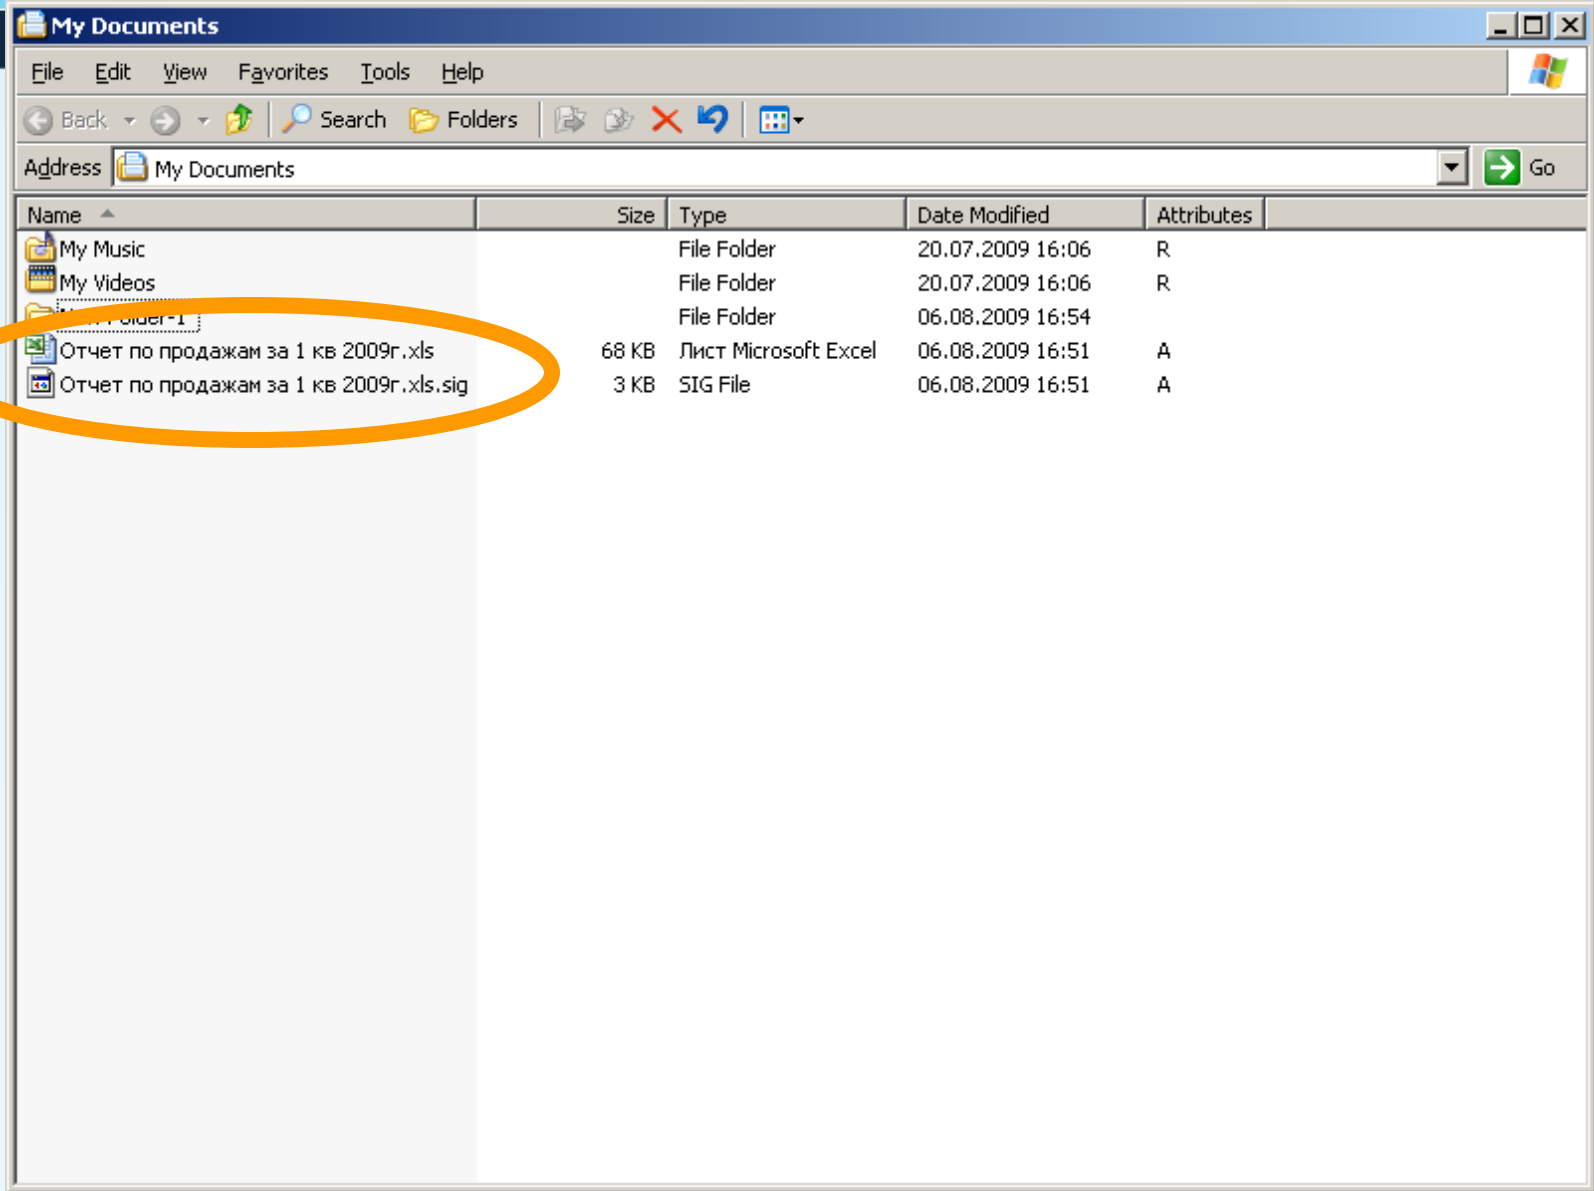 My Documents
File Edit View Favorites Tools Help
Back Search Folders
Address My Documents Go
Name Size Type Date Modified Attributes
My Music File Folder 20.07.2009 16:06 R
My Videos File Folder 20.07.2009 16:06 R
Folder-1 File Folder 06.08.2009 16:54
Отчет по продажам за 1 кв 2009г.xls 68 KB Лист Microsoft Excel 06.08.2009 16:51 A
Отчет по продажам за 1 кв 2009г.xls.sig 3 KB SIG File 06.08.2009 16:51 A